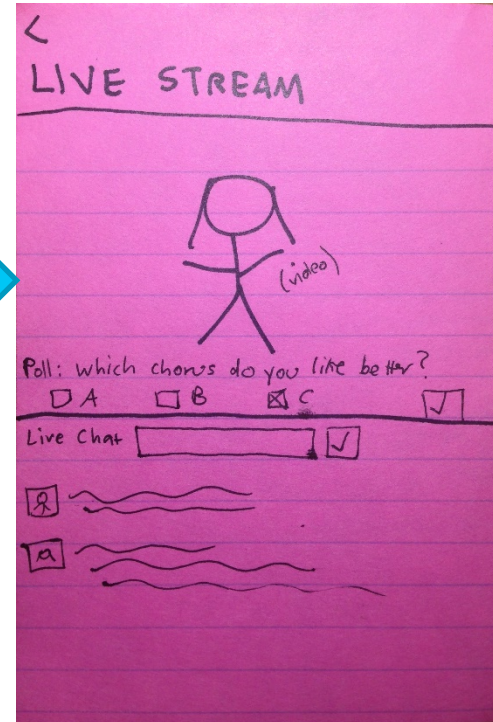 <
LIVE STREAM
(video)
Poll: which chorus do you like better?
A B C
Live Chat